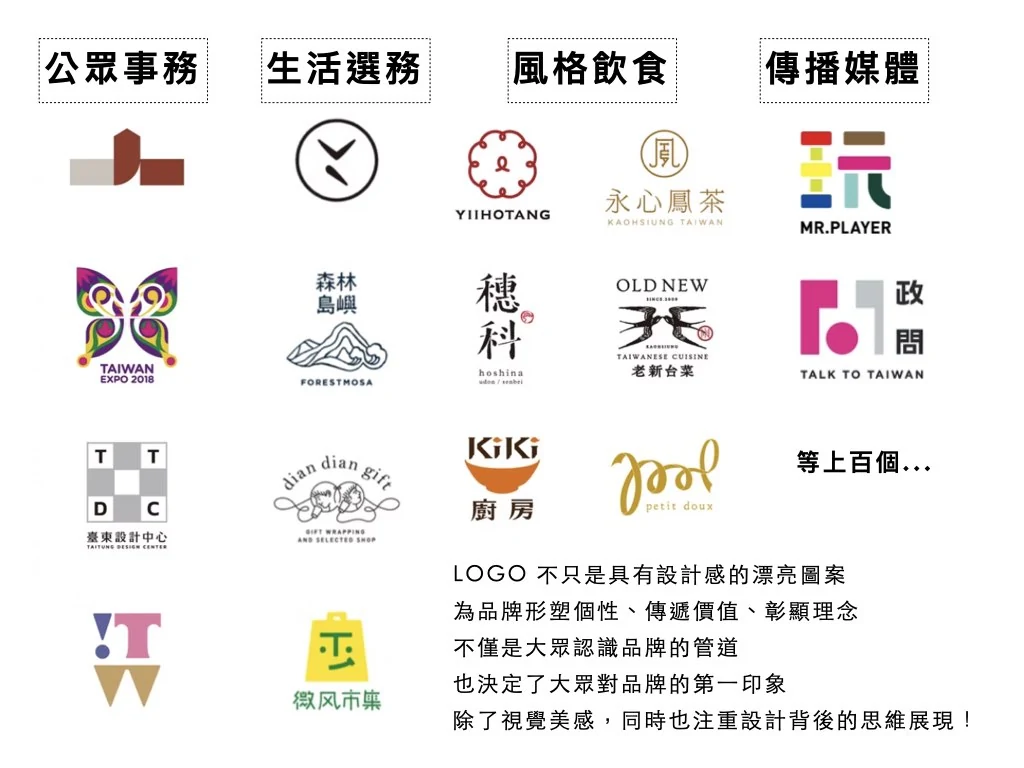 公眾事務
生活選務
風格飲食
傳播媒體
YIIHOTANG
永心鳳茶
KAOHSIUNG TAIWAN
玩
MR.PLAYER
TAIWAN
EXPO 2018
森林
島嶼
FORESTMOSA
穗科
hoshina
udon / senbei
OLD NEW
SINCE 2009
KAOHSIUNG
TAIWANESE CUISINE
老新台菜
政問
TALK TO TAIWAN
T T
D C
臺東設計中心
TAITUNG DESIGN CENTER
dian dian gift
GIFT WRAPPING
AND SELECTED SHOP
KiKi
廚房
petit doux
等上百個...
!T
W
微风市集
LOGO 不只是具有設計感的漂亮圖案
為品牌形塑個性、傳遞價值、彰顯理念
不僅是大眾認識品牌的管道
也決定了大眾對品牌的第一印象
除了視覺美感，同時也注重設計背後的思維展現！